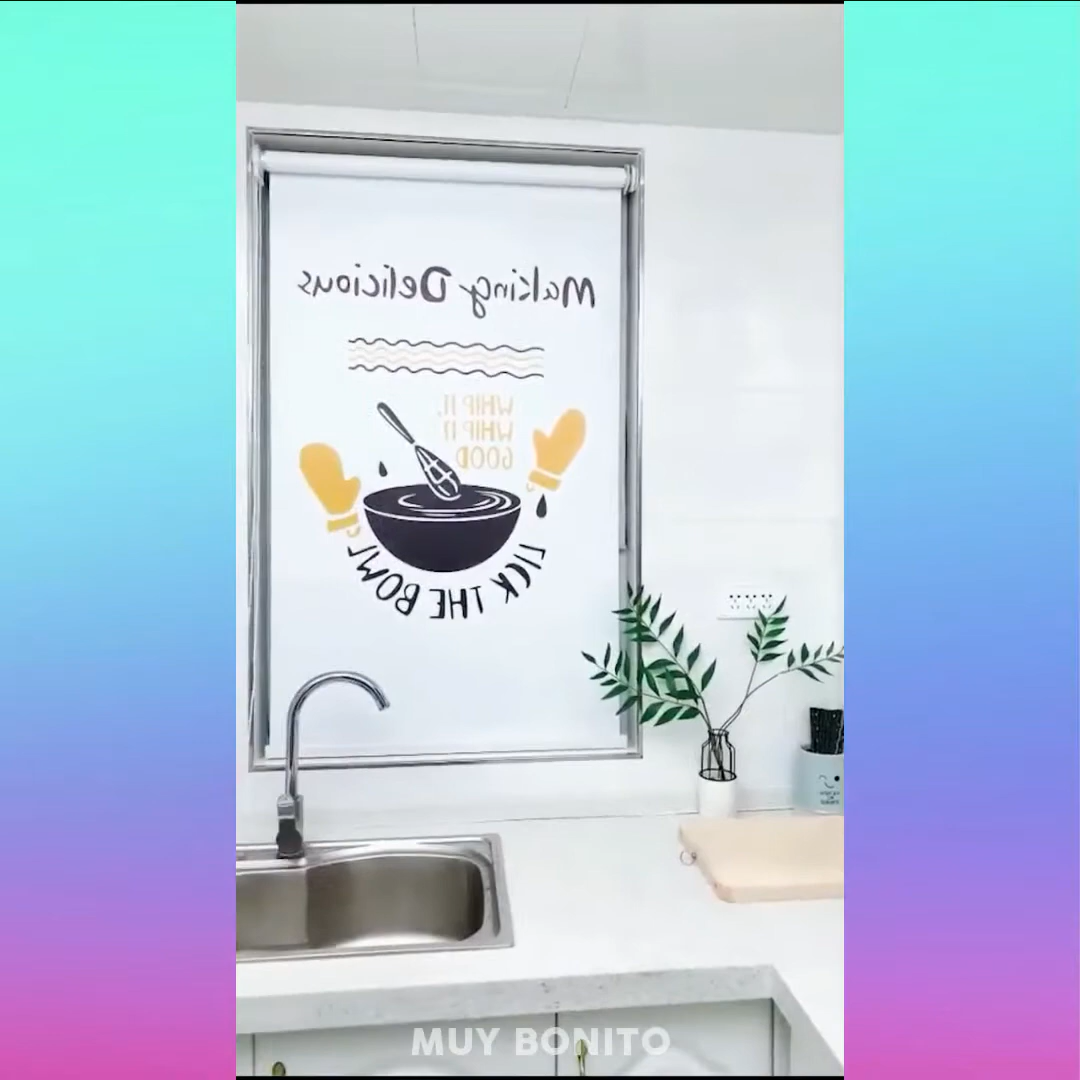 Making Delicious
WHIP IT.
WHIP IT
GOOD
LICK THE BOWL
MUY BONITO